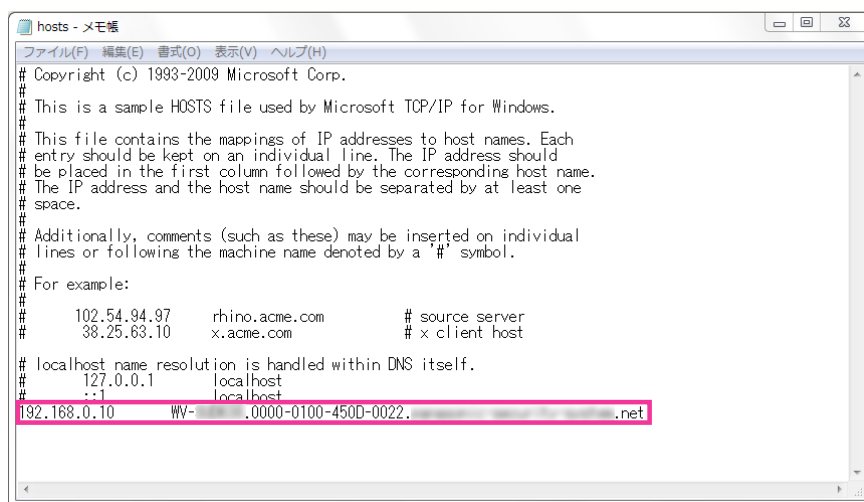 hosts - メモ帳
ファイル(F) 編集(E) 書式(O) 表示(V) ヘルプ(H)
# Copyright (c) 1993-2009 Microsoft Corp.
#
# This is a sample HOSTS file used by Microsoft TCP/IP for Windows.
#
# This file contains the mappings of IP addresses to host names. Each
# entry should be kept on an individual line. The IP address should
# be placed in the first column followed by the corresponding host name.
# The IP address and the host name should be separated by at least one
# space.
#
# Additionally, comments (such as these) may be inserted on individual
# lines or following the machine name denoted by a '#' symbol.
#
# For example:
#
# 102.54.94.97 rhino.acme.com # source server
# 38.25.63.10 x.acme.com # x client host
# localhost name resolution is handled within DNS itself.
# 127.0.0.1 localhost
# ::1 localhost
192.168.0.10 WV- .0000-0100-450D-0022. .net